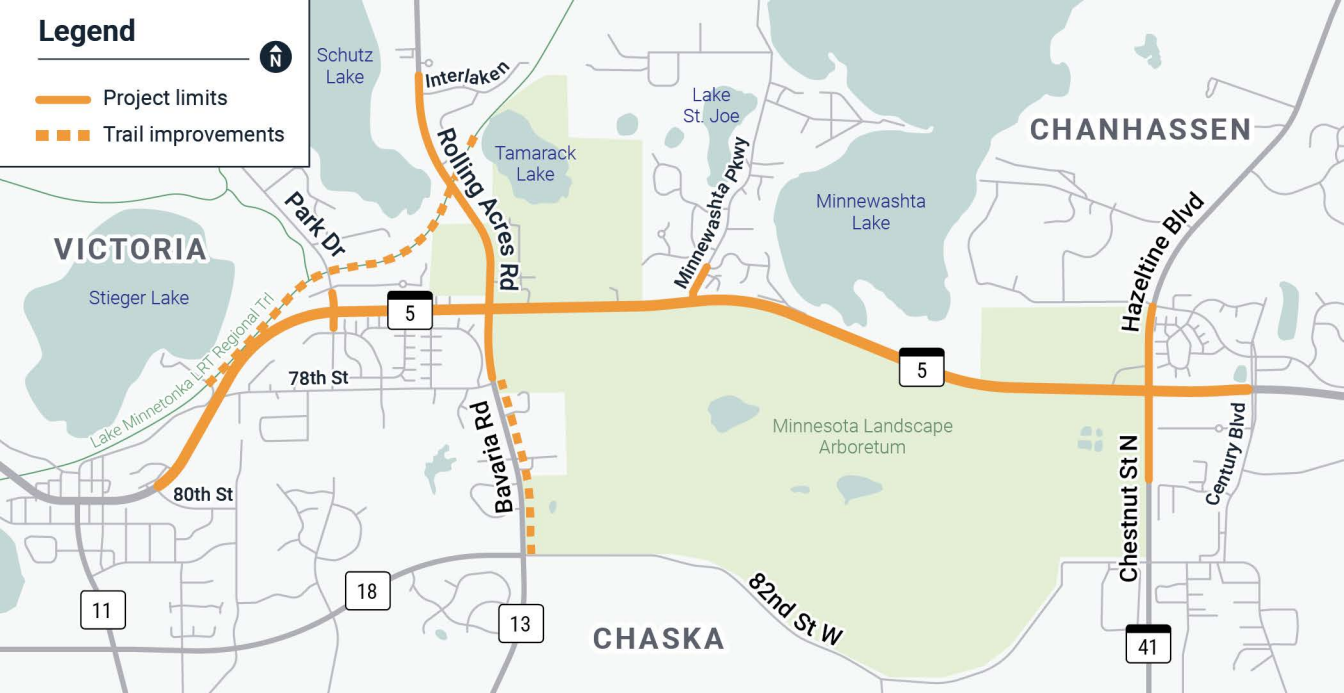 Legend
N
Project limits
Trail improvements
Schutz
Lake
Interlaken
Rolling Acres Rd
Tamarack
Lake
Lake
St. Joe
Minnewashta Pkwy
Minnewashta
Lake
CHANHASSEN
Hazeltine Blvd
Park Dr
VICTORIA
Stieger Lake
Lake Minnetonka LRT Regional Trl
5
5
78th St
Bavaria Rd
80th St
Minnesota Landscape
Arboretum
Chestnut St N
Century Blvd
82nd St W
11
18
13
CHASKA
41